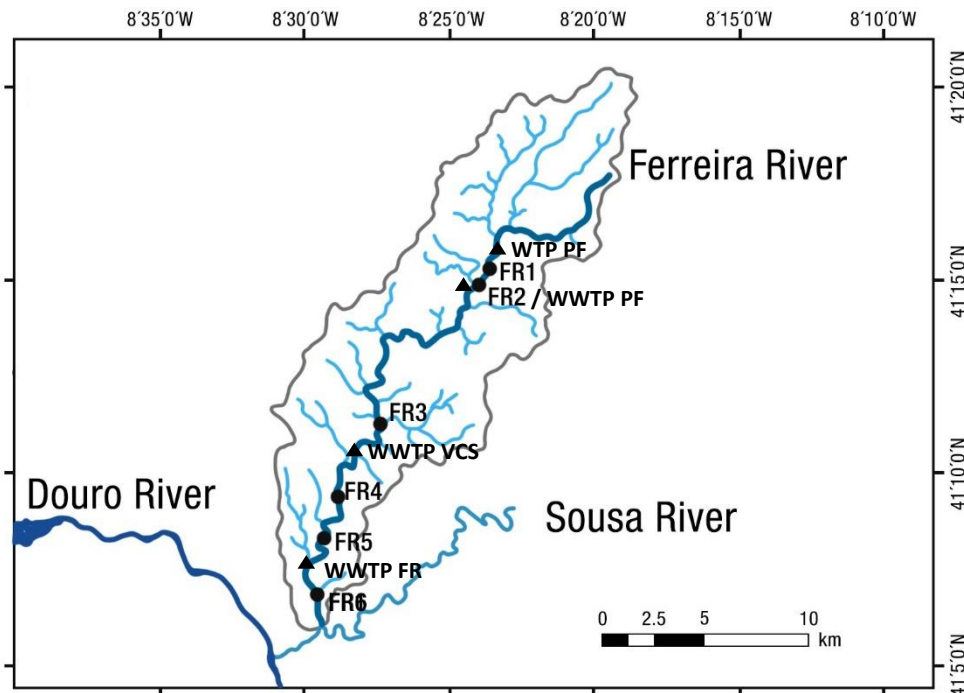 8°35´0˝W 8°30´0˝W 8°25´0˝W 8°20´0˝W 8°15´0˝W 8°10´0˝W
41°20´0˝N
Ferreira River
WTP PF
FR1
41°15´0˝N
FR2 / WWTP PF
FR3
WWTP VCS
41°10´0˝N
Douro River
FR4
Sousa River
FR5
WWTP FR
FR6
0 2.5 5 10
km
41°5´0˝N